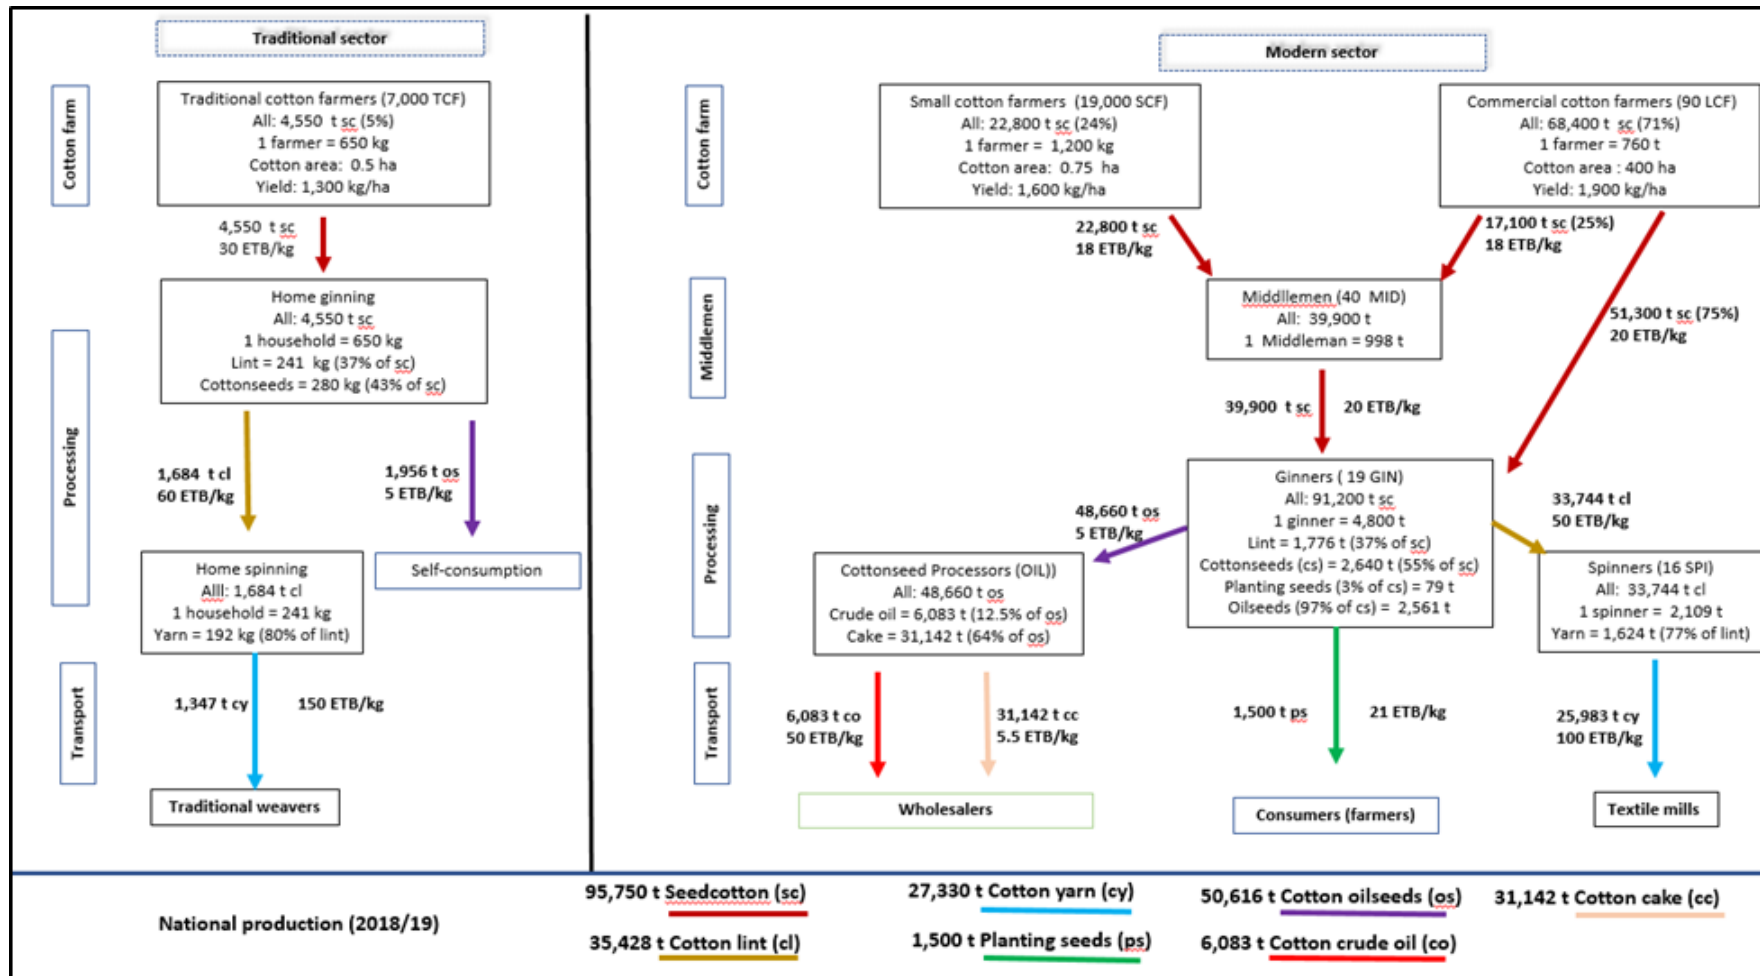 Traditional sector
Modern sector
Cotton farm
Traditional cotton farmers (7,000 TCF)
All: 4,550 t sc (5%)
1 farmer = 650 kg
Cotton area: 0.5 ha
Yield: 1,300 kg/ha
Cotton farm
Small cotton farmers (19,000 SCF)
All: 22,800 t sc (24%)
1 farmer = 1,200 kg
Cotton area: 0.75 ha
Yield: 1,600 kg/ha
Commercial cotton farmers (90 LCF)
All: 68,400 t sc (71%)
1 farmer = 760 t
Cotton area : 400 ha
Yield: 1,900 kg/ha
4,550 t sc
30 ETB/kg
22,800 t sc
18 ETB/kg
17,100 t sc (25%)
18 ETB/kg
51,300 t sc (75%)
20 ETB/kg
Processing
Home ginning
All: 4,550 t sc
1 household = 650 kg
Lint = 241 kg (37% of sc)
Cottonseeds = 280 kg (43% of sc)
Middlemen
Middllemen (40 MID)
All: 39,900 t
1 Middleman = 998 t
39,900 t sc
20 ETB/kg
1,684 t cl
60 ETB/kg
1,956 t os
5 ETB/kg
Processing
Ginners ( 19 GIN)
All: 91,200 t sc
1 ginner = 4,800 t
Lint = 1,776 t (37% of sc)
Cottonseeds (cs) = 2,640 t (55% of sc)
Planting seeds (3% of cs) = 79 t
Oilseeds (97% of cs) = 2,561 t
48,660 t os
5 ETB/kg
33,744 t cl
50 ETB/kg
Home spinning
Alll: 1,684 t cl
1 household = 241 kg
Yarn = 192 kg (80% of lint)
Self-consumption
Cottonseed Processors (OIL))
All: 48,660 t os
Crude oil = 6,083 t (12.5% of os)
Cake = 31,142 t (64% of os)
Spinners (16 SPI)
All: 33,744 t cl
1 spinner = 2,109 t
Yarn = 1,624 t (77% of lint)
Transport
1,347 t cy
150 ETB/kg
Transport
6,083 t co
50 ETB/kg
31,142 t cc
5.5 ETB/kg
1,500 t ps
21 ETB/kg
25,983 t cy
100 ETB/kg
Traditional weavers
Wholesalers
Consumers (farmers)
Textile mills
National production (2018/19)
95,750 t Seedcotton (sc)
27,330 t Cotton yarn (cy)
50,616 t Cotton oilseeds (os)
31,142 t Cotton cake (cc)
35,428 t Cotton lint (cl)
1,500 t Planting seeds (ps)
6,083 t Cotton crude oil (co)